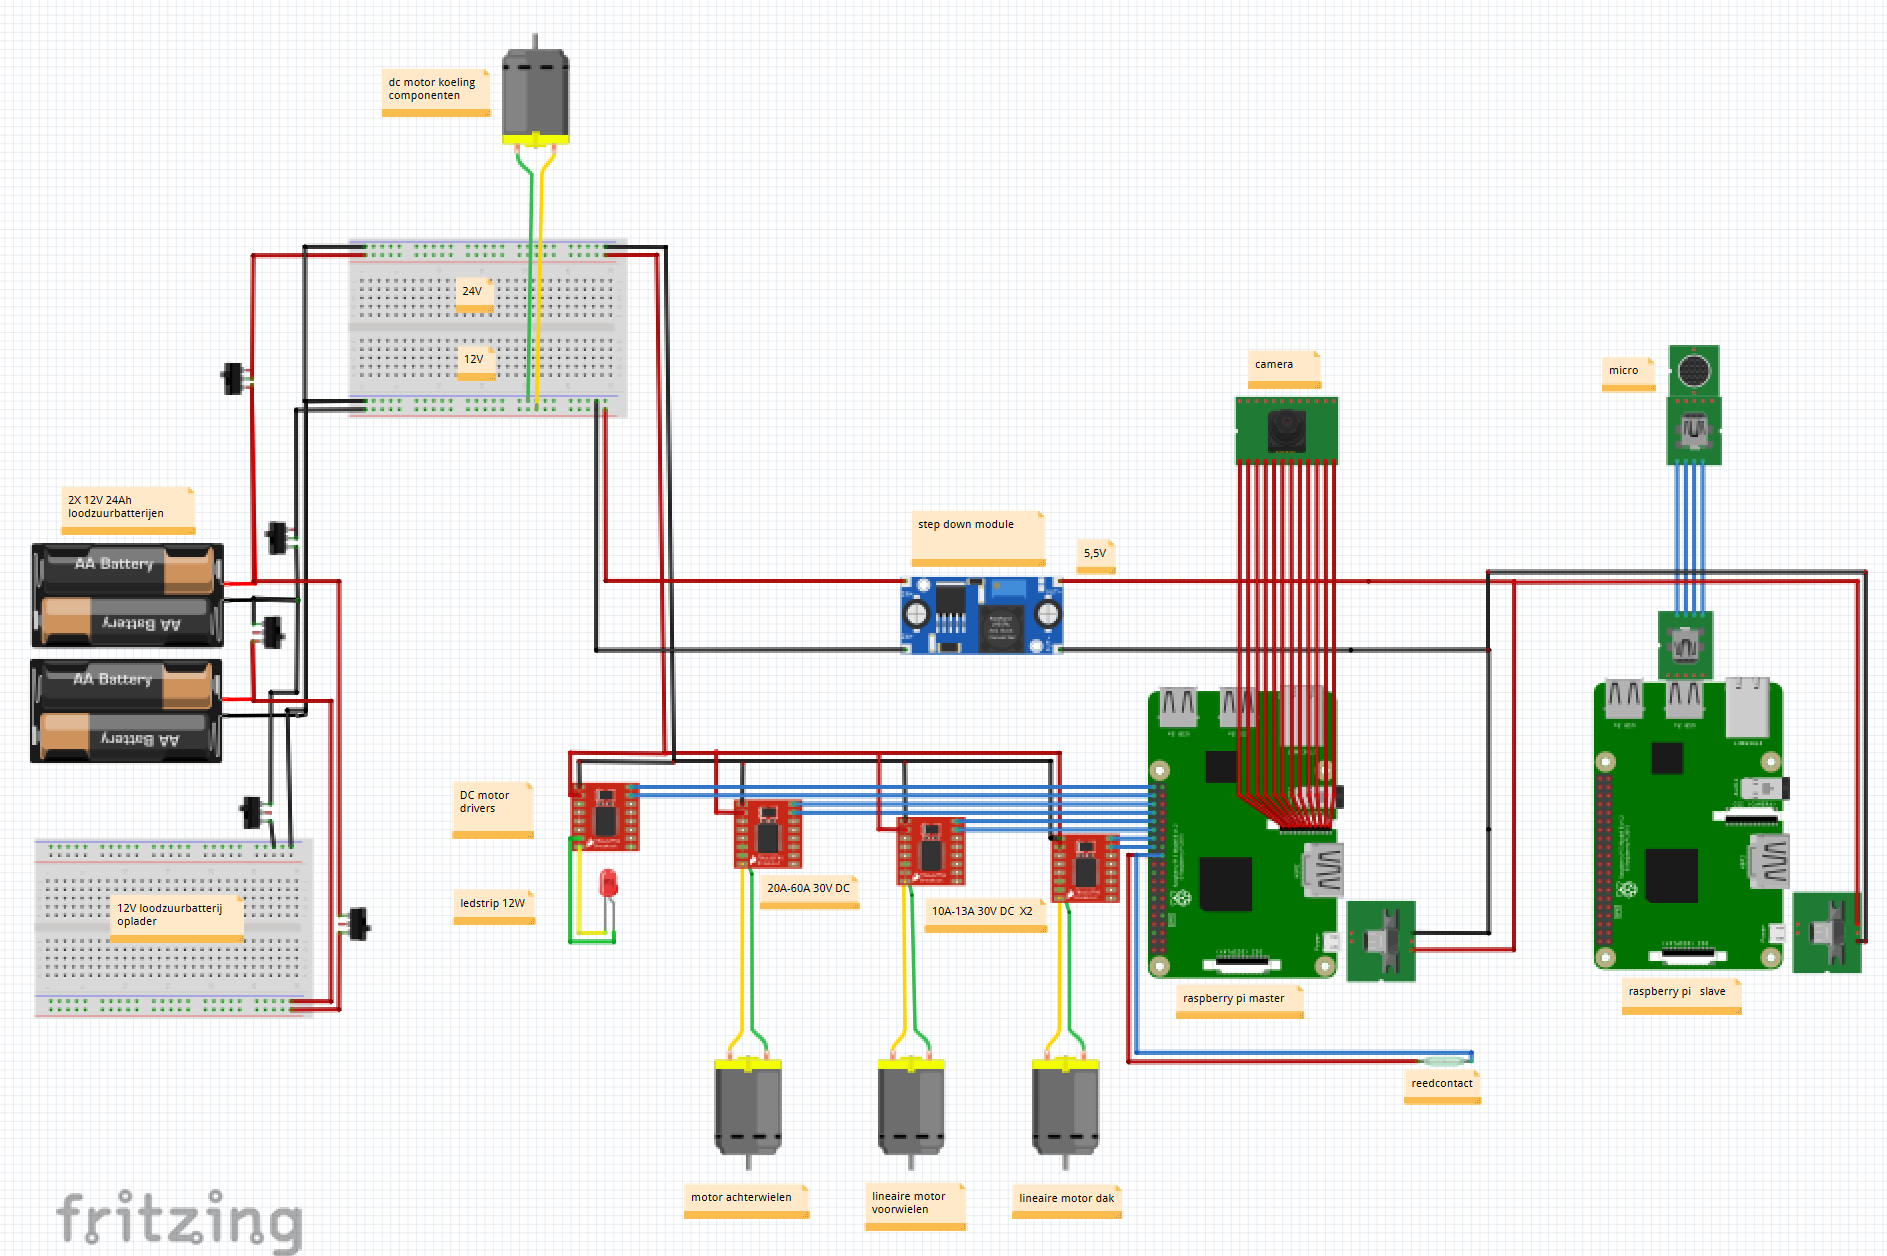 dc motor koeling
componenten
24V
12V
camera
micro
2X 12V 24Ah
loodzuurbatterijen
step down module
5,5V
AA Battery
AA Battery
AA Battery
AA Battery
DC motor
drivers
20A-60A 30V DC
ledstrip 12W
10A-13A 30V DC X2
12V loodzuurbatterij
oplader
raspberry pi master
raspberry pi slave
reedcontact
motor achterwielen
lineaire motor
voorwielen
lineaire motor dak
fritzing